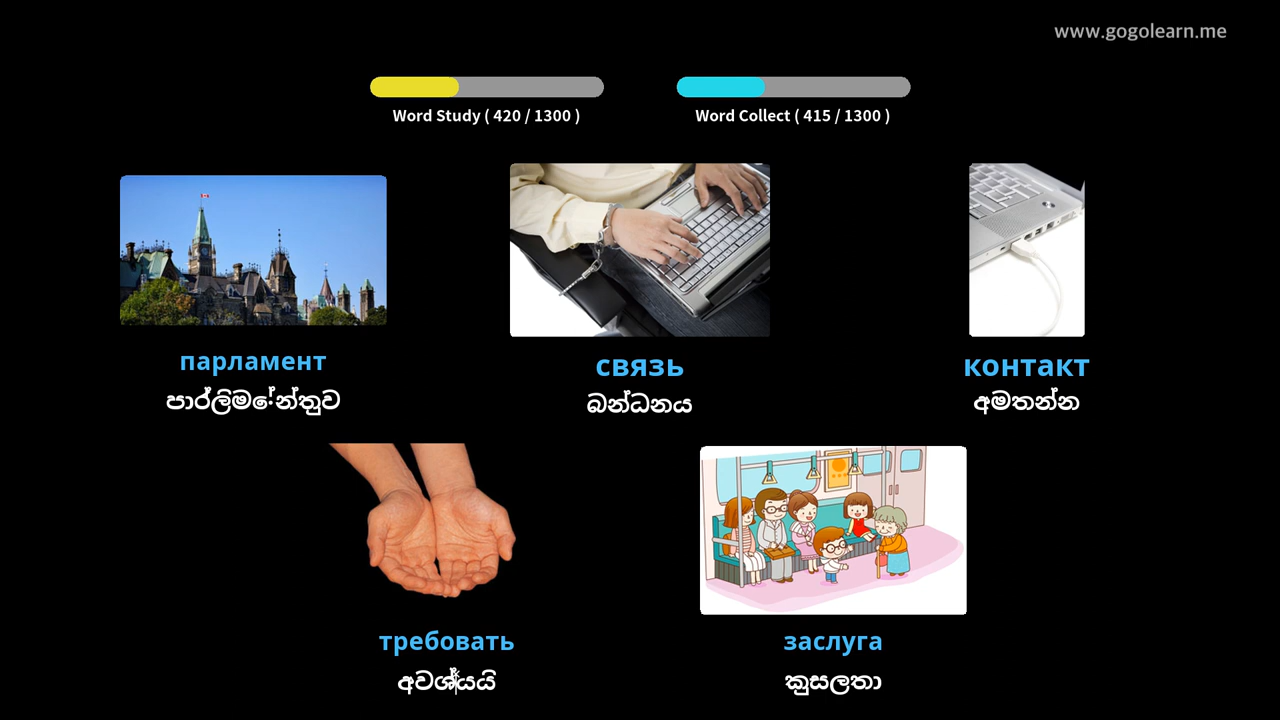 www.gogolearn.me
Word Study ( 420 / 1300 )
Word Collect ( 415 / 1300 )
парламент
පාර්ලිමේන්තුව
связь
බන්ධනය
контакт
අමතන්න
требовать
අවශ්යයි
заслуга
කුසලතා